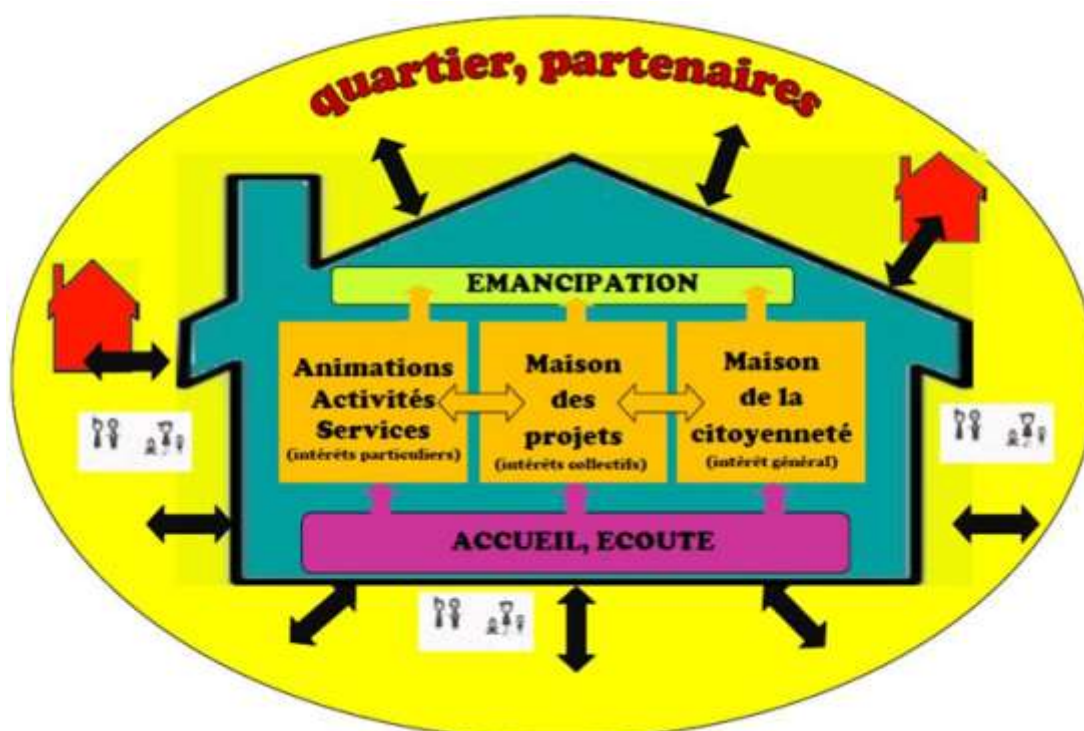 quartier, partenaires
EMANCIPATION
Animations
Activités
Services
(intérêts particuliers)
Maison
des
projets
(intérêts collectifs)
Maison
de la
citoyenneté
(intérêt général)
ACCUEIL, ECOUTE